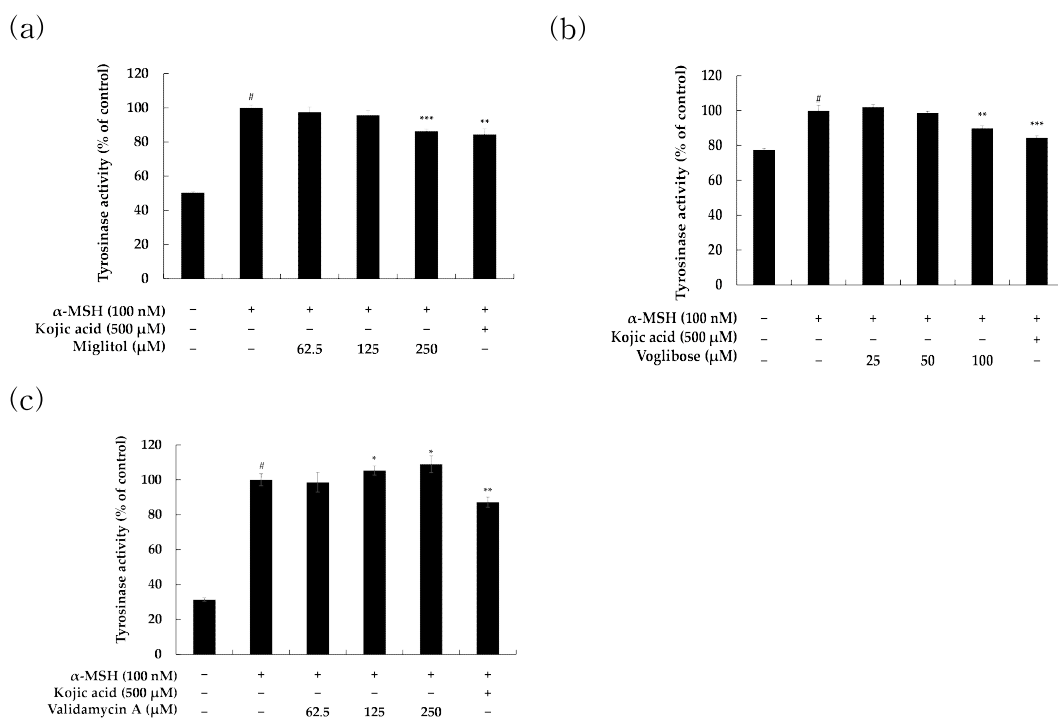 (a)
Tyrosinase activity (% of control)
120
100
80
60
40
20
0
#
***
**
α-MSH (100 nM) – + + + + +
Kojic acid (500 μM) – – – – – +
Miglitol (μM) – – 62.5 125 250 –
(b)
Tyrosinase activity (% of control)
120
100
80
60
40
20
0
#
**
***
α-MSH (100 nM) – + + + + +
Kojic acid (500 μM) – – – – – +
Voglibose (μM) – – 25 50 100 –
(c)
Tyrosinase activity (% of control)
120
100
80
60
40
20
0
#
*
*
**
α-MSH (100 nM) – + + + + +
Kojic acid (500 μM) – – – – – +
Validamycin A (μM) – – 62.5 125 250 –